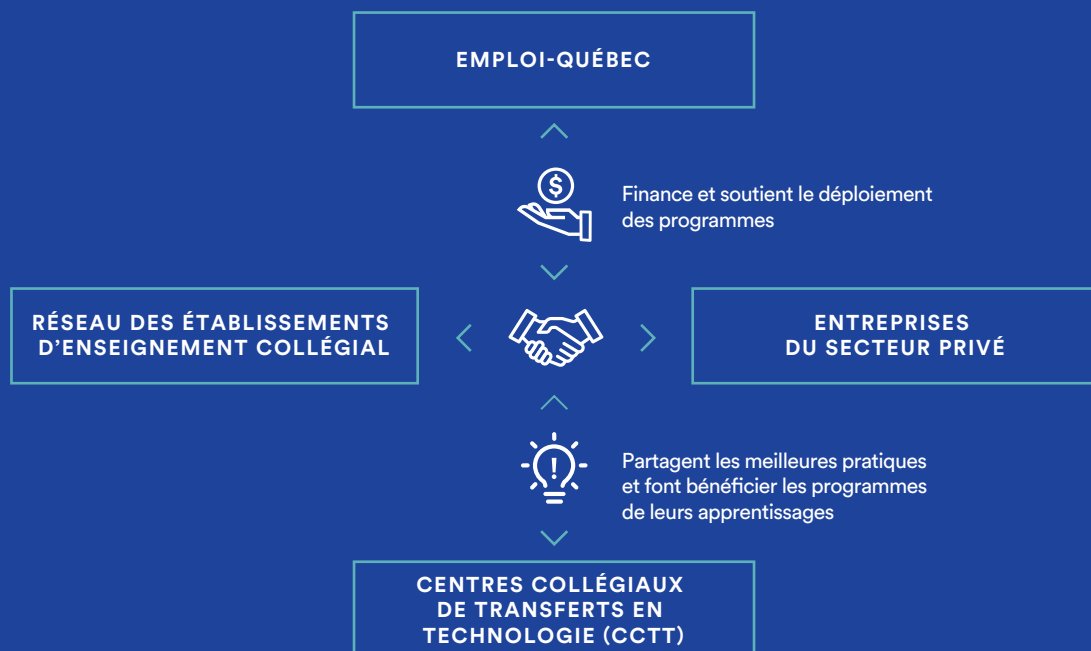 EMPLOI-QUÉBEC
$
Finance et soutient le déploiement
des programmes
RÉSEAU DES ÉTABLISSEMENTS
D'ENSEIGNEMENT COLLÉGIAL
ENTREPRISES
DU SECTEUR PRIVÉ
!
Partagent les meilleures pratiques
et font bénéficier les programmes
de leurs apprentissages
CENTRES COLLÉGIAUX
DE TRANSFERTS EN
TECHNOLOGIE (CCTT)